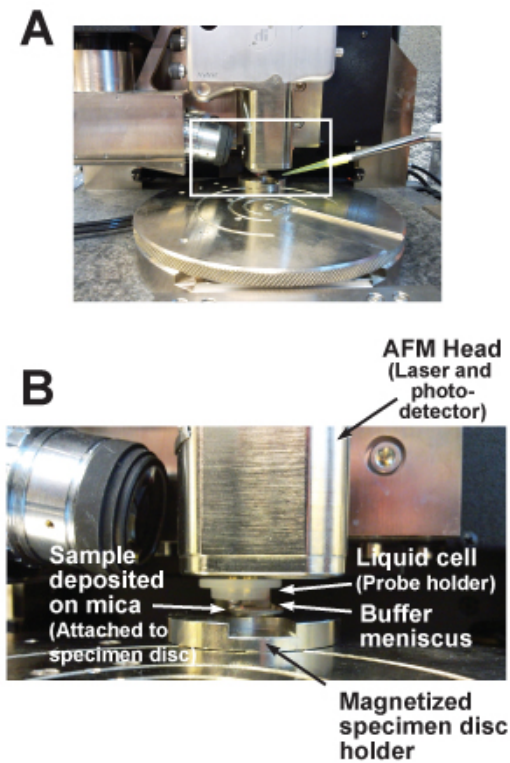 A
di
B
AFM Head
(Laser and
photo-
detector)
Sample
deposited
on mica
(Attached to
specimen disc)
Liquid cell
(Probe holder)
Buffer
meniscus
Magnetized
specimen disc
holder